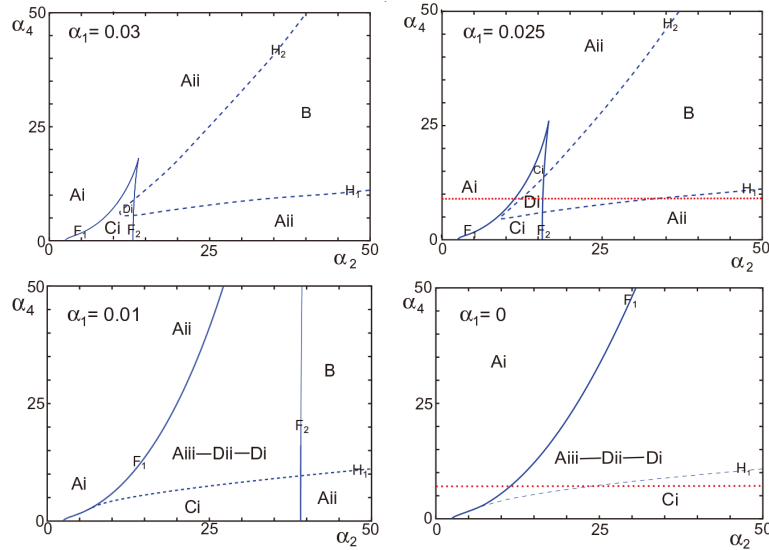 α4 50 α1= 0.03 H2
Aii
25 B
Ai Di H1
F1 Ci F2 Aii
0 0 25 α2 50
α4 50 α1= 0.025 H2
Aii
25 B
Ai Ci H1
Di
F Ci F2 Aii
0 0 25 α2 50
α4 50 α1= 0.01
Aii
B
25 F2
F1 Aiii—Dii—Di
Ai H1
Ci Aii
0 0 25 α2 50
α4 50 α1= 0 F1
Ai
25
Aiii—Dii—Di
H1
Ci
0 0 25 α2 50